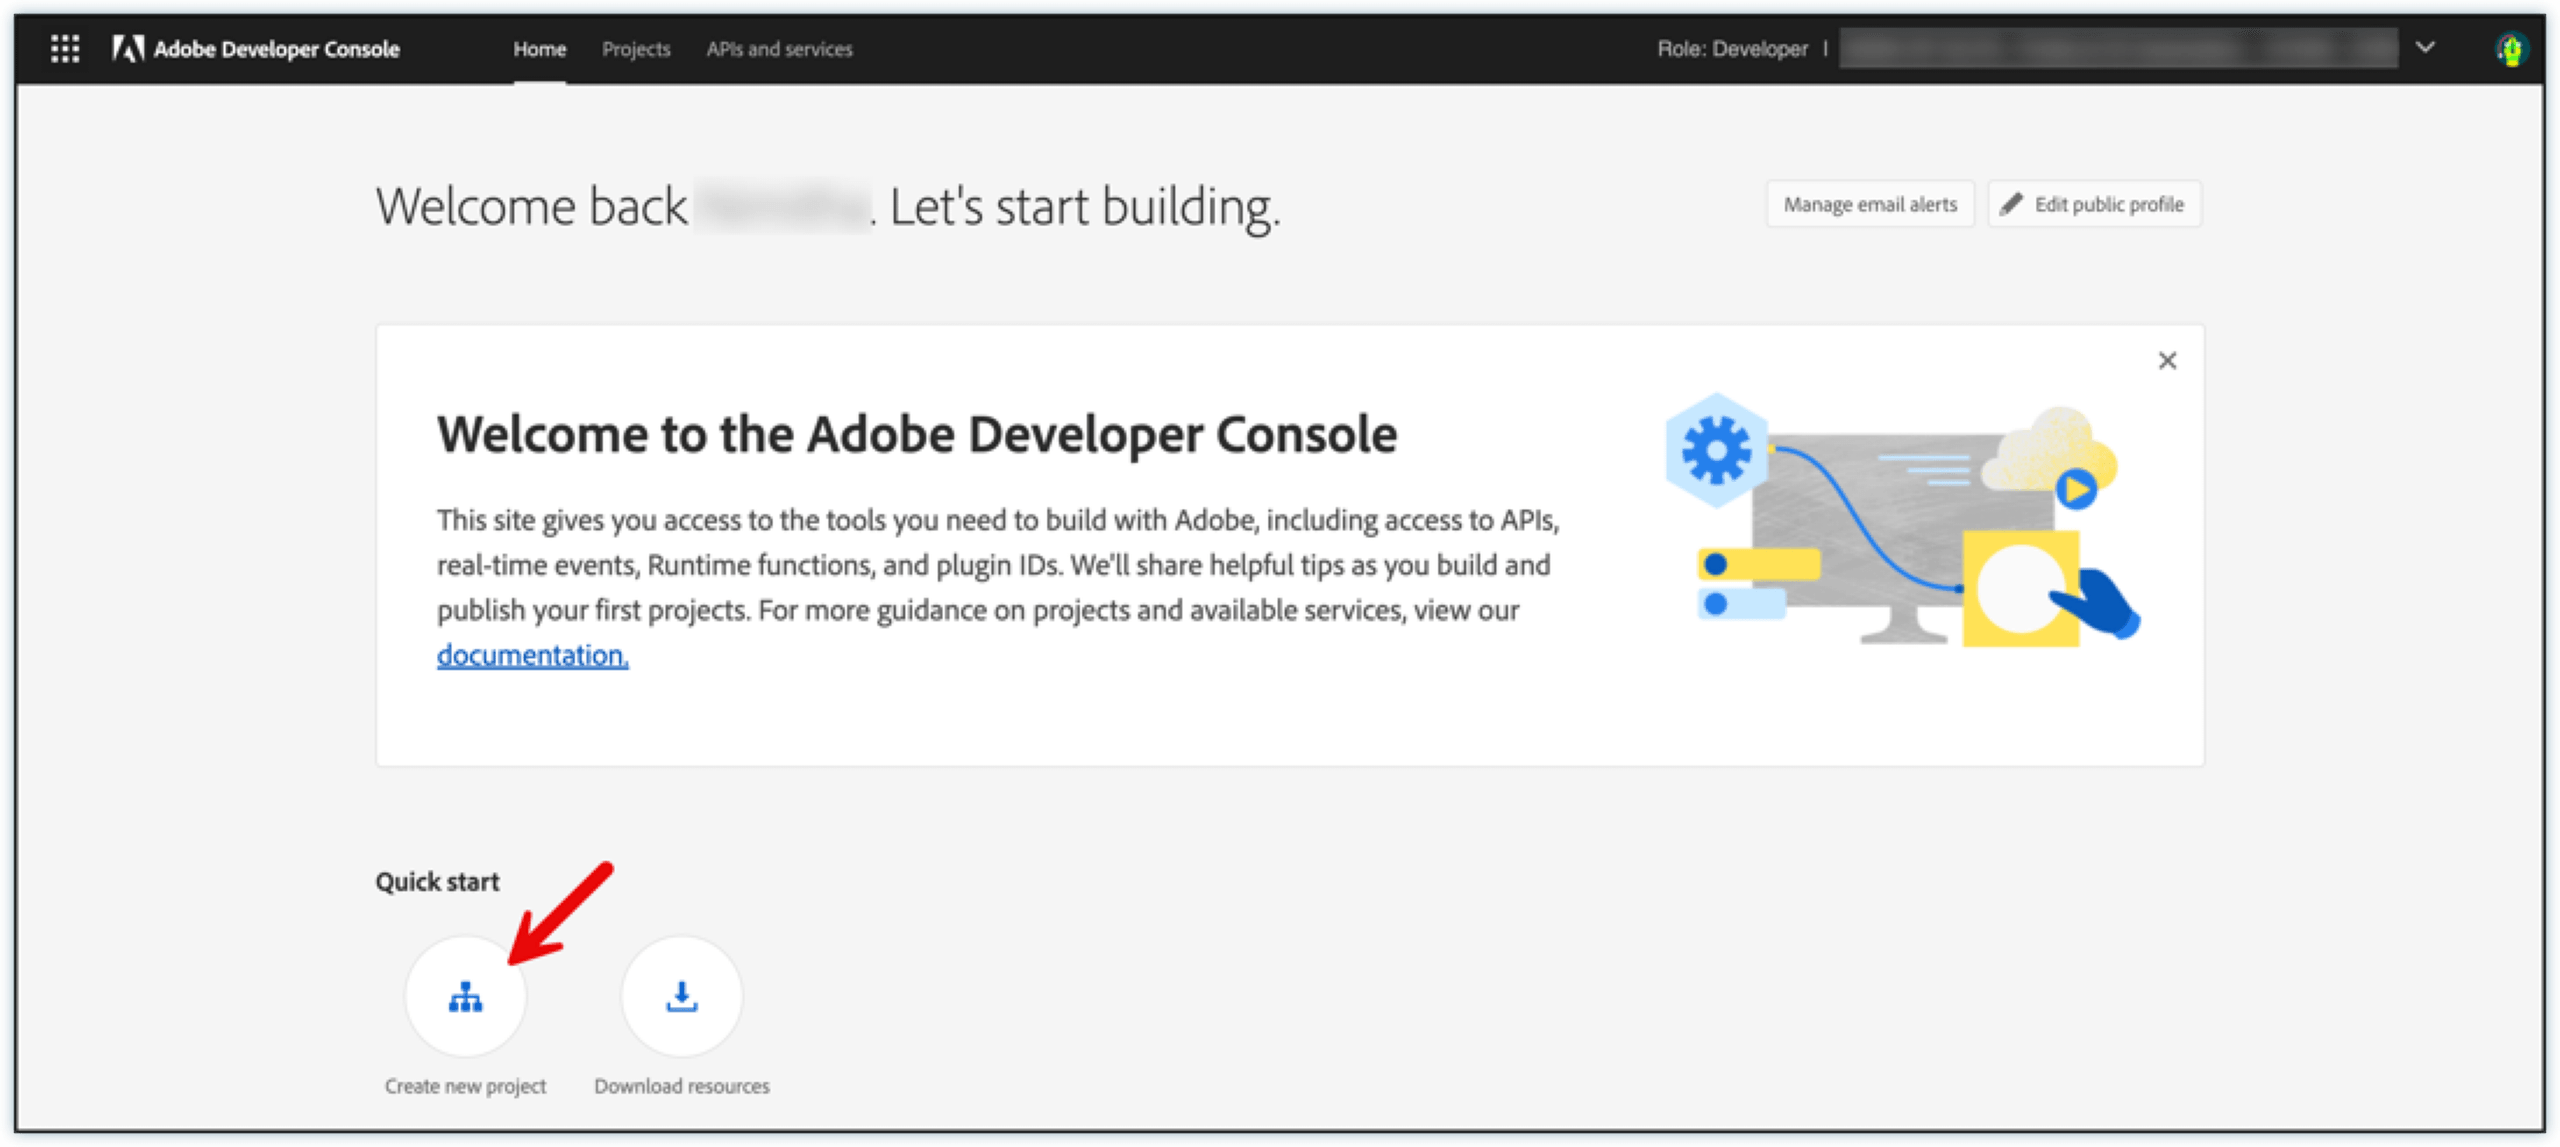 Adobe Developer Console Home Projects APIs and services Role: Developer |
Welcome back . Let's start building. Manage email alerts Edit public profile
Welcome to the Adobe Developer Console
This site gives you access to the tools you need to build with Adobe, including access to APIs,
real-time events, Runtime functions, and plugin IDs. We'll share helpful tips as you build and
publish your first projects. For more guidance on projects and available services, view our
documentation.
Quick start
Create new project Download resources